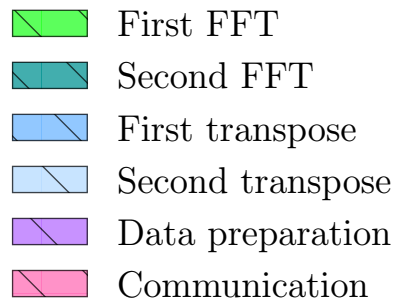 First FFT
Second FFT
First transpose
Second transpose
Data preparation
Communication